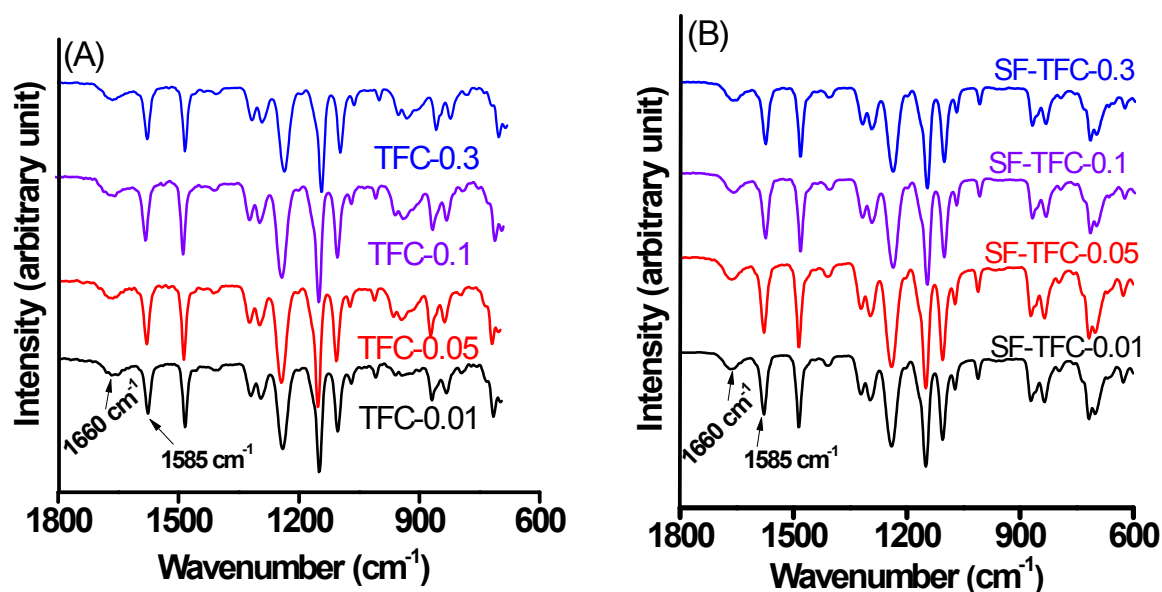 (A)
Intensity (arbitrary unit)
TFC-0.3
TFC-0.1
TFC-0.05
TFC-0.01
1660 cm⁻¹
1585 cm⁻¹
1800 1500 1200 900 600
Wavenumber (cm⁻¹)
(B)
Intensity (arbitrary unit)
SF-TFC-0.3
SF-TFC-0.1
SF-TFC-0.05
SF-TFC-0.01
1660 cm⁻¹
1585 cm⁻¹
1800 1500 1200 900 600
Wavenumber (cm⁻¹)